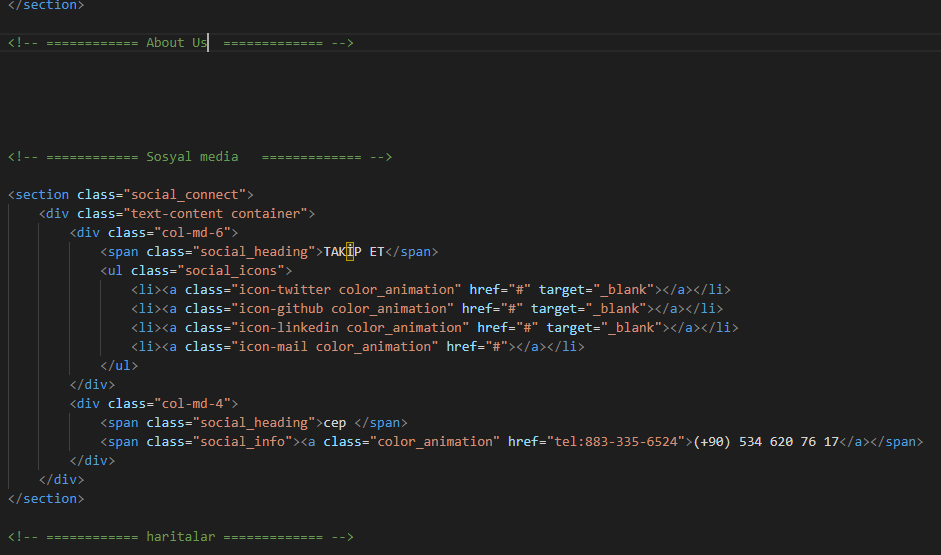 </section>
<!-- ============ About Us  ============= -->
<!-- ============ Sosyal media   ============= -->
<section class="social_connect">
<div class="text-content container">
<div class="col-md-6">
<span class="social_heading">TAKİP ET</span>
<ul class="social_icons">
<li><a class="icon-twitter color_animation" href="#" target="_blank"></a></li>
<li><a class="icon-github color_animation" href="#" target="_blank"></a></li>
<li><a class="icon-linkedin color_animation" href="#" target="_blank"></a></li>
<li><a class="icon-mail color_animation" href="#"></a></li>
</ul>
</div>
<div class="col-md-4">
<span class="social_heading">cep </span>
<span class="social_info"><a class="color_animation" href="tel:883-335-6524">(+90) 534 620 76 17</a></span>
</div>
</div>
</section>
<!-- ============ haritalar ============= -->